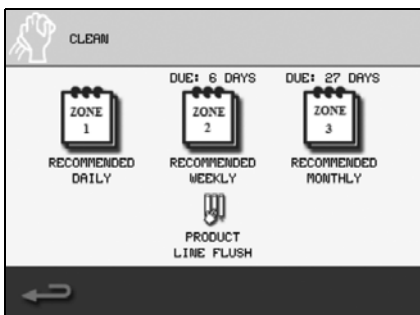 CLEAN
DUE: 6 DAYS
DUE: 27 DAYS
ZONE
1
ZONE
2
ZONE
3
RECOMMENDED
DAILY
RECOMMENDED
WEEKLY
RECOMMENDED
MONTHLY
PRODUCT
LINE FLUSH